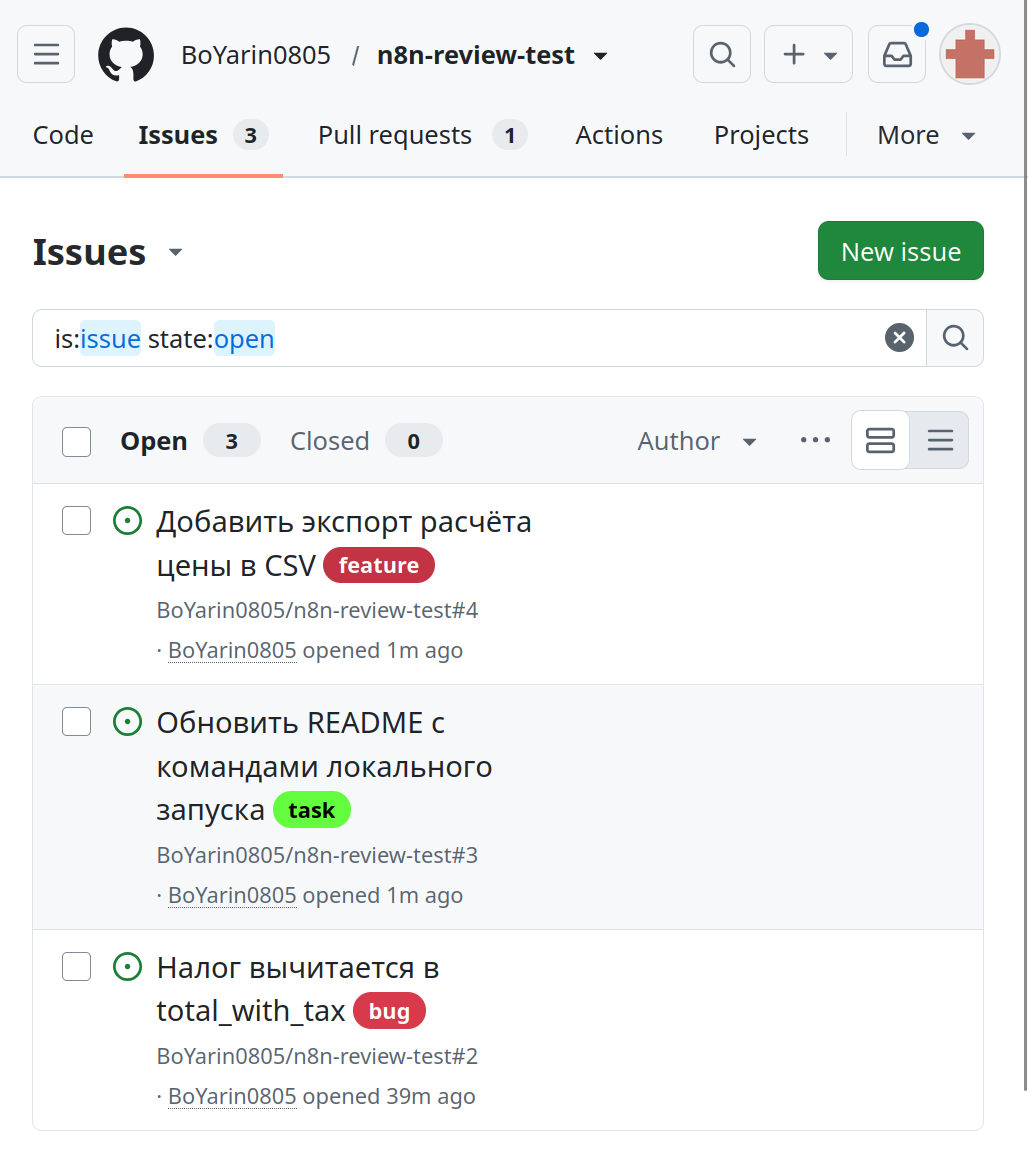 BoYarin0805 / n8n-review-test
Code Issues 3 Pull requests 1 Actions Projects More
Issues New issue
is:issue state:open
Open 3 Closed 0 Author
Добавить экспорт расчёта
цены в CSV feature
BoYarin0805/n8n-review-test#4
· BoYarin0805 opened 1m ago
Обновить README с
командами локального
запуска task
BoYarin0805/n8n-review-test#3
· BoYarin0805 opened 1m ago
Налог вычитается в
total_with_tax bug
BoYarin0805/n8n-review-test#2
· BoYarin0805 opened 39m ago